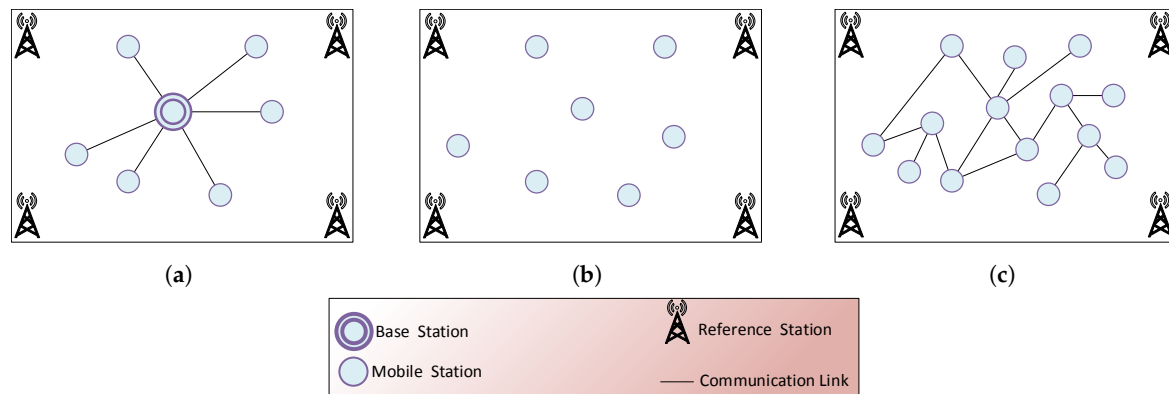 (a)
(b)
(c)
Base Station
Reference Station
Mobile Station
Communication Link